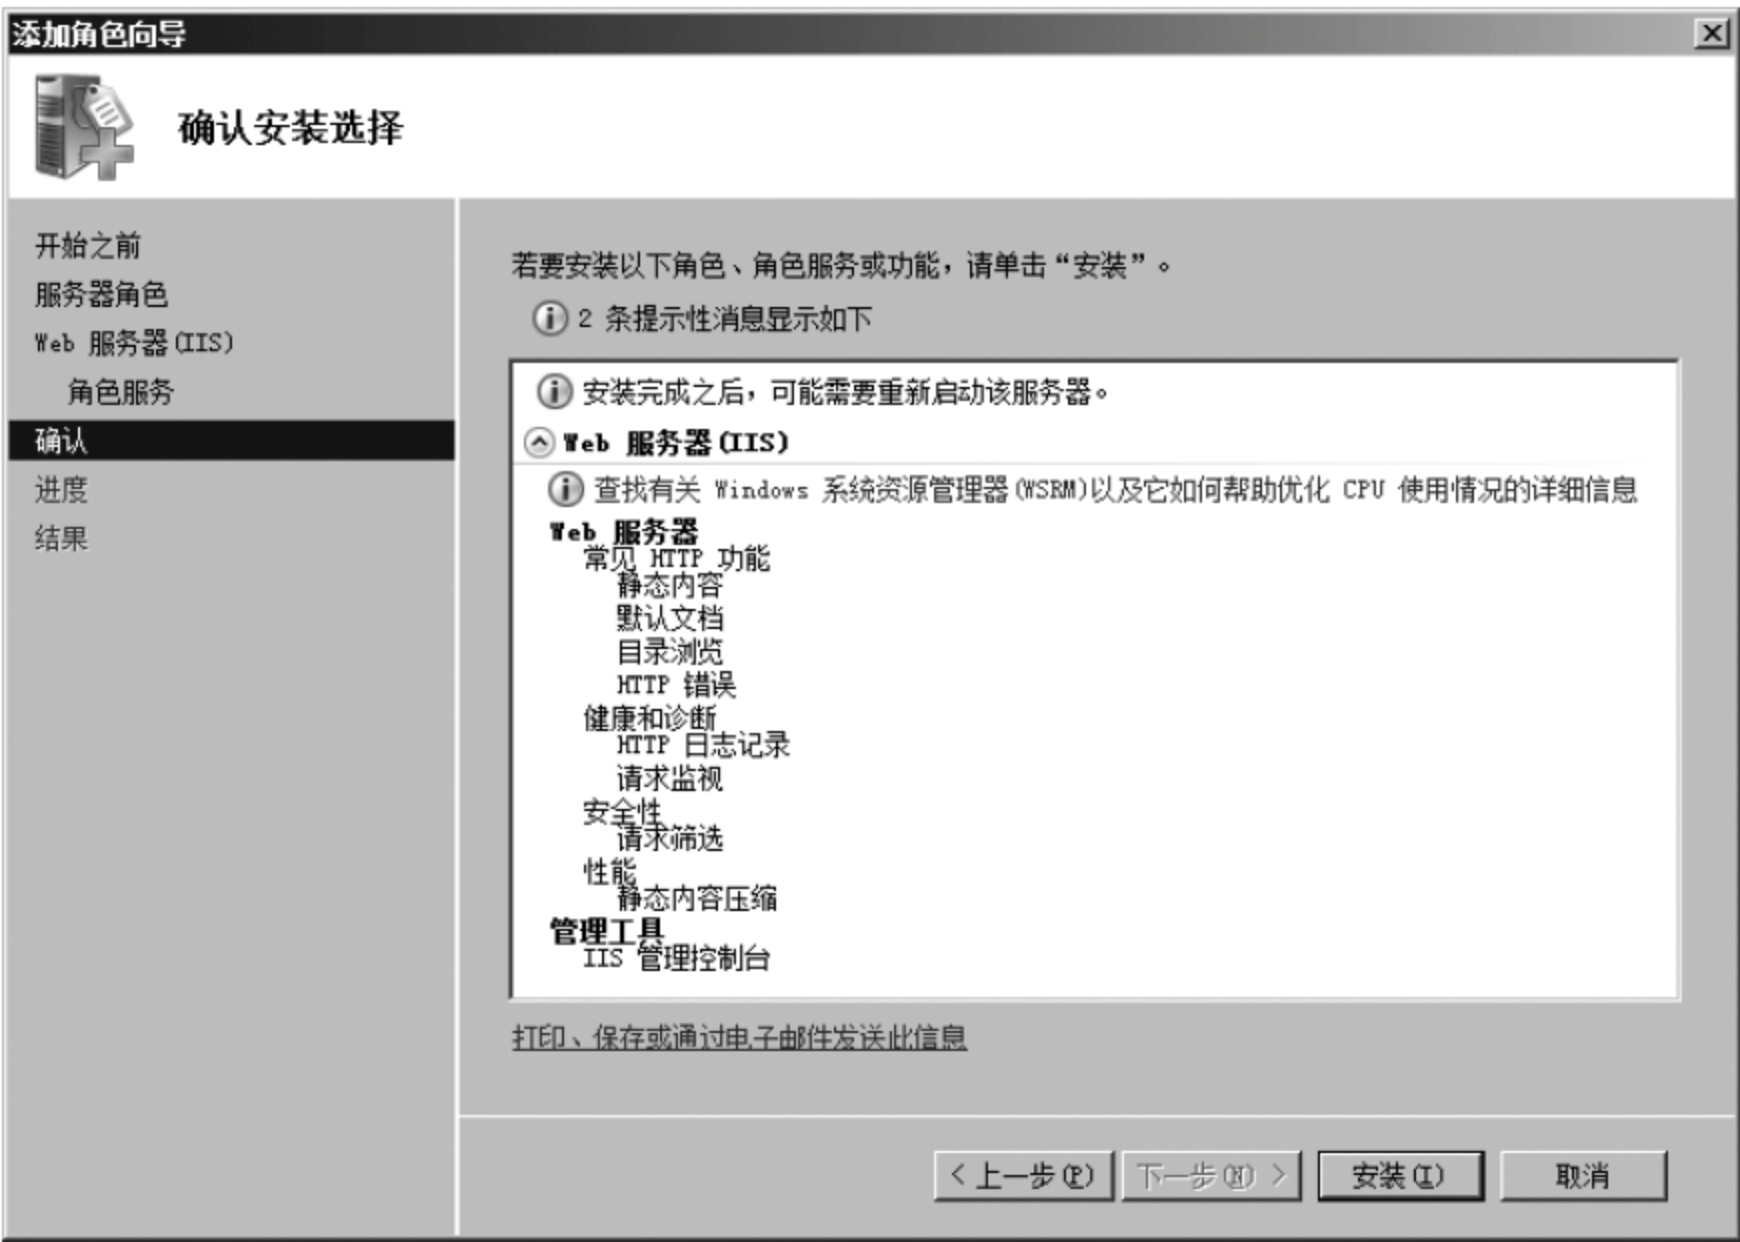 添加角色向导
确认安装选择
开始之前
服务器角色
Web 服务器(IIS)
角色服务
确认
进度
结果
若要安装以下角色、角色服务或功能，请单击“安装”。
2 条提示性消息显示如下
安装完成之后，可能需要重新启动该服务器。
Web 服务器(IIS)
查找有关 Windows 系统资源管理器(WSRM)以及它如何帮助优化 CPU 使用情况的详细信息
Web 服务器
常见 HTTP 功能
静态内容
默认文档
目录浏览
HTTP 错误
健康和诊断
HTTP 日志记录
请求监视
安全性
请求筛选
性能
静态内容压缩
管理工具
IIS 管理控制台
打印、保存或通过电子邮件发送此信息
< 上一步(P) 下一步(N) > 安装(I) 取消